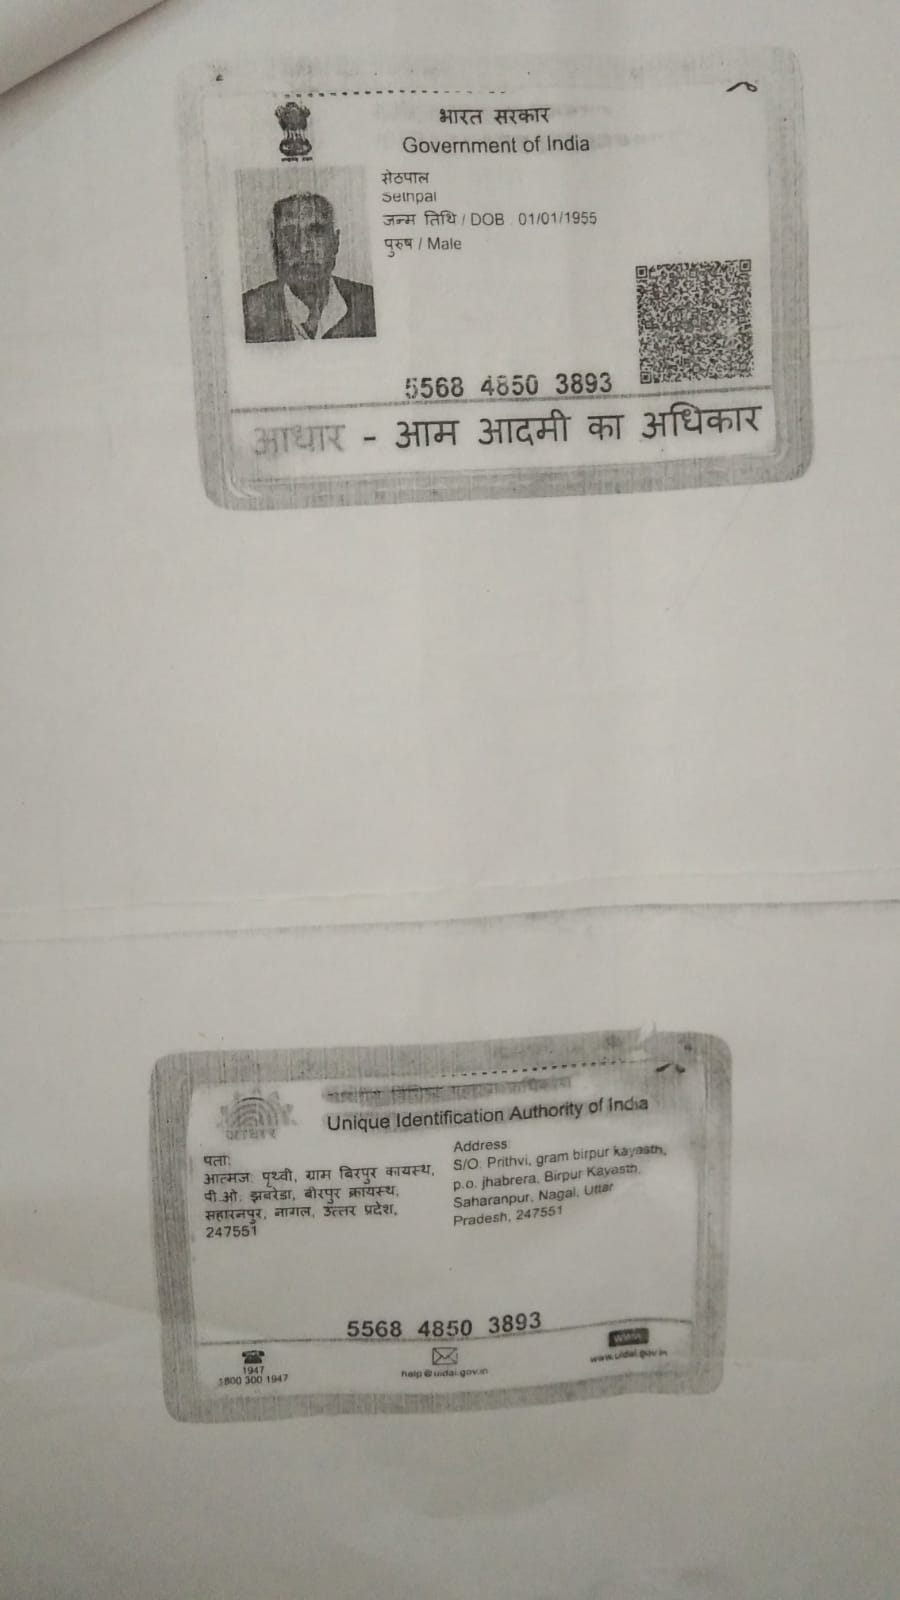 भारत सरकार
Government of India
सेठपाल
Sethpal
जन्म तिथि / DOB 01/01/1955
पुरुष / Male
5568 4850 3893
आधार - आम आदमी का अधिकार
Unique Identification Authority of India
आधार
पता:
आत्मज: पृथ्वी, ग्राम बिरपुर कायस्थ,
पी.ओ. झबरेडा, बीरपुर कायस्थ,
सहारनपुर, नागल, उत्तर प्रदेश,
247551
Address:
S/O: Prithvi, gram birpur kayasth,
p.o. jhabrera, Birpur Kayasth,
Saharanpur, Nagal, Uttar
Pradesh, 247551
5568 4850 3893
1947
1800 300 1947
help@uidai.gov.in
www
www.uidai.gov.in